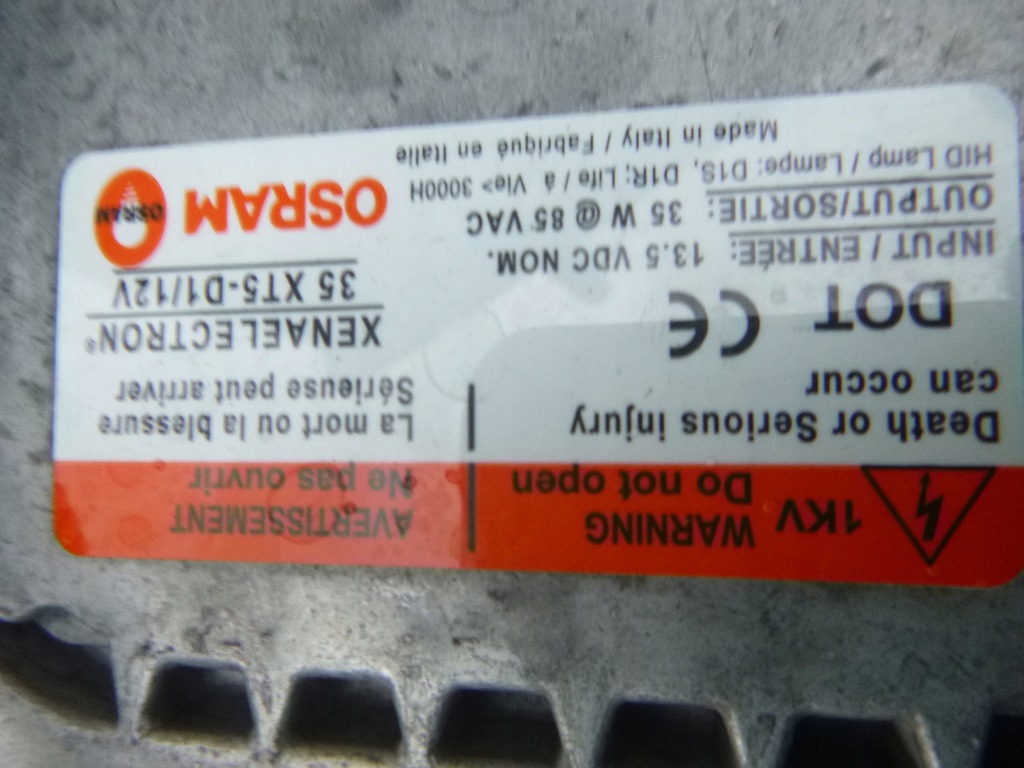 1KV
WARNING
Do not open
Death or Serious injury
can occur
AVERTISSEMENT
Ne pas ouvrir
La mort ou la blessure
Sérieuse peut arriver
DOT CE
INPUT / ENTRÉE: 13.5 VDC NOM.
OUTPUT/SORTIE: 35 W @ 85 VAC
HID Lamp / Lampe: D1S, D1R; Life / á Vie> 3000H
Made in Italy / Fabriqué en Italie
XENAELECTRON®
35 XT5-D1/12V
OSRAM
OSRAM